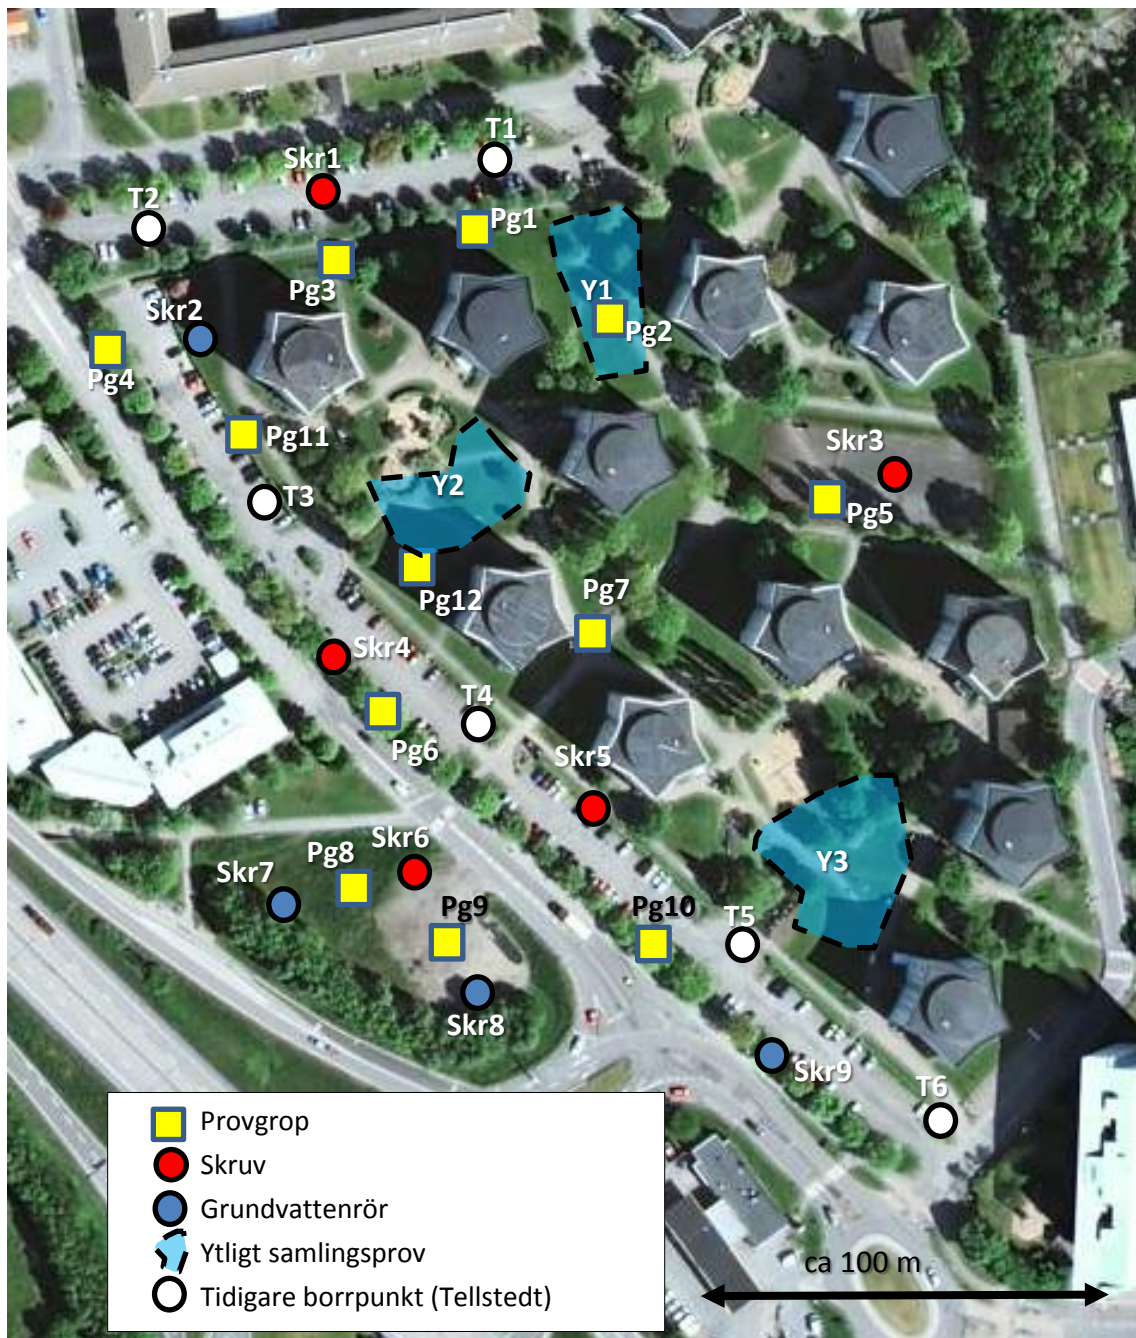 T1
Skr1
T2
Pg1
Pg3
Y1
Skr2
Pg2
Pg4
Pg11
Skr3
Y2
T3
Pg5
Pg12
Pg7
Skr4
T4
Pg6
Skr5
Skr6
Pg8
Skr7
Y3
Pg9
Pg10
T5
Skr8
Skr9
T6
Provgrop
Skruv
Grundvattenrör
Ytligt samlingsprov
Tidigare borrpunkt (Tellstedt)
ca 100 m